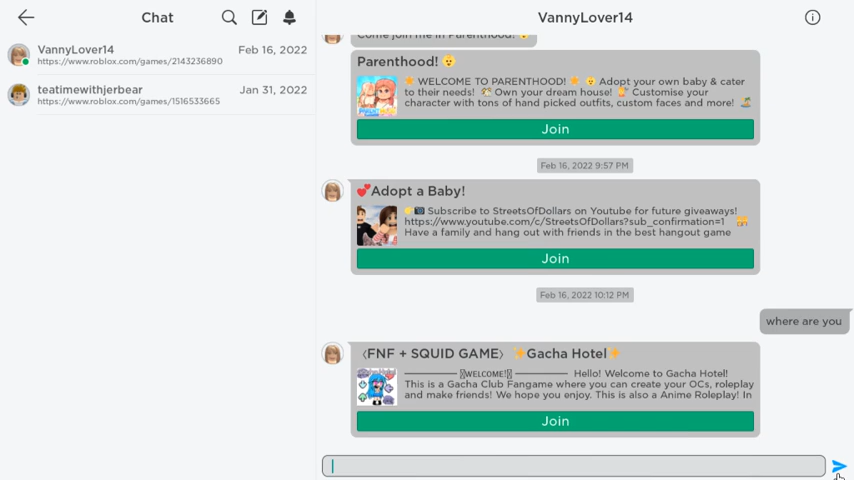 Chat
VannyLover14
VannyLover14
Feb 16, 2022
https://www.roblox.com/games/2143236890
teatimewithjerbear
Jan 31, 2022
https://www.roblox.com/games/1516533665
Come join me in Parenthood! 🌝
Parenthood! 🌝
☀️ WELCOME TO PARENTHOOD! ☀️ 🌝 Adopt your own baby & cater
to their needs! Own your dream house! Customise your
character with tons of hand picked outfits, custom faces and more! 🏝️
Join
Feb 16, 2022 9:57 PM
💕Adopt a Baby!
Subscribe to StreetsOfDollars on Youtube for future giveaways!
https://www.youtube.com/c/StreetsOfDollars?sub_confirmation=1
Have a family and hang out with friends in the best hangout game
Join
Feb 16, 2022 10:12 PM
where are you
〈FNF + SQUID GAME〉 ✨Gacha Hotel✨
WELCOME! Hello! Welcome to Gacha Hotel!
This is a Gacha Club Fangame where you can create your OCs, roleplay
and make friends! We hope you enjoy. This is also a Anime Roleplay! In
Join